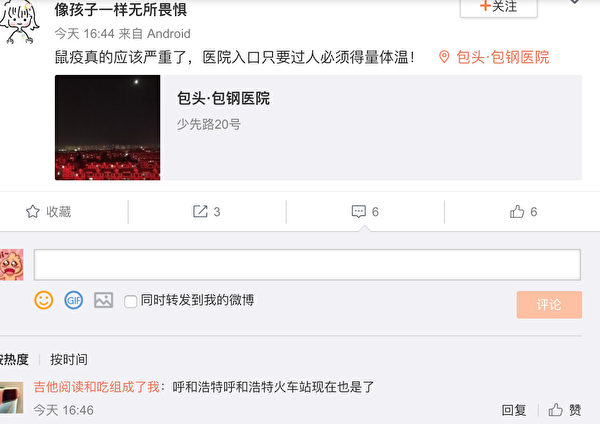 像孩子一样无所畏惧
+关注
今天 16:44 来自 Android
鼠疫真的应该严重了，医院入口只要过人必须得量体温！ 包头·包钢医院
包头·包钢医院
少先路20号
收藏
3
6
6
GIF
同时转发到我的微博
评论
按热度 按时间
吉他阅读和吃组成了我：呼和浩特呼和浩特火车站现在也是了
今天 16:46
回复
赞